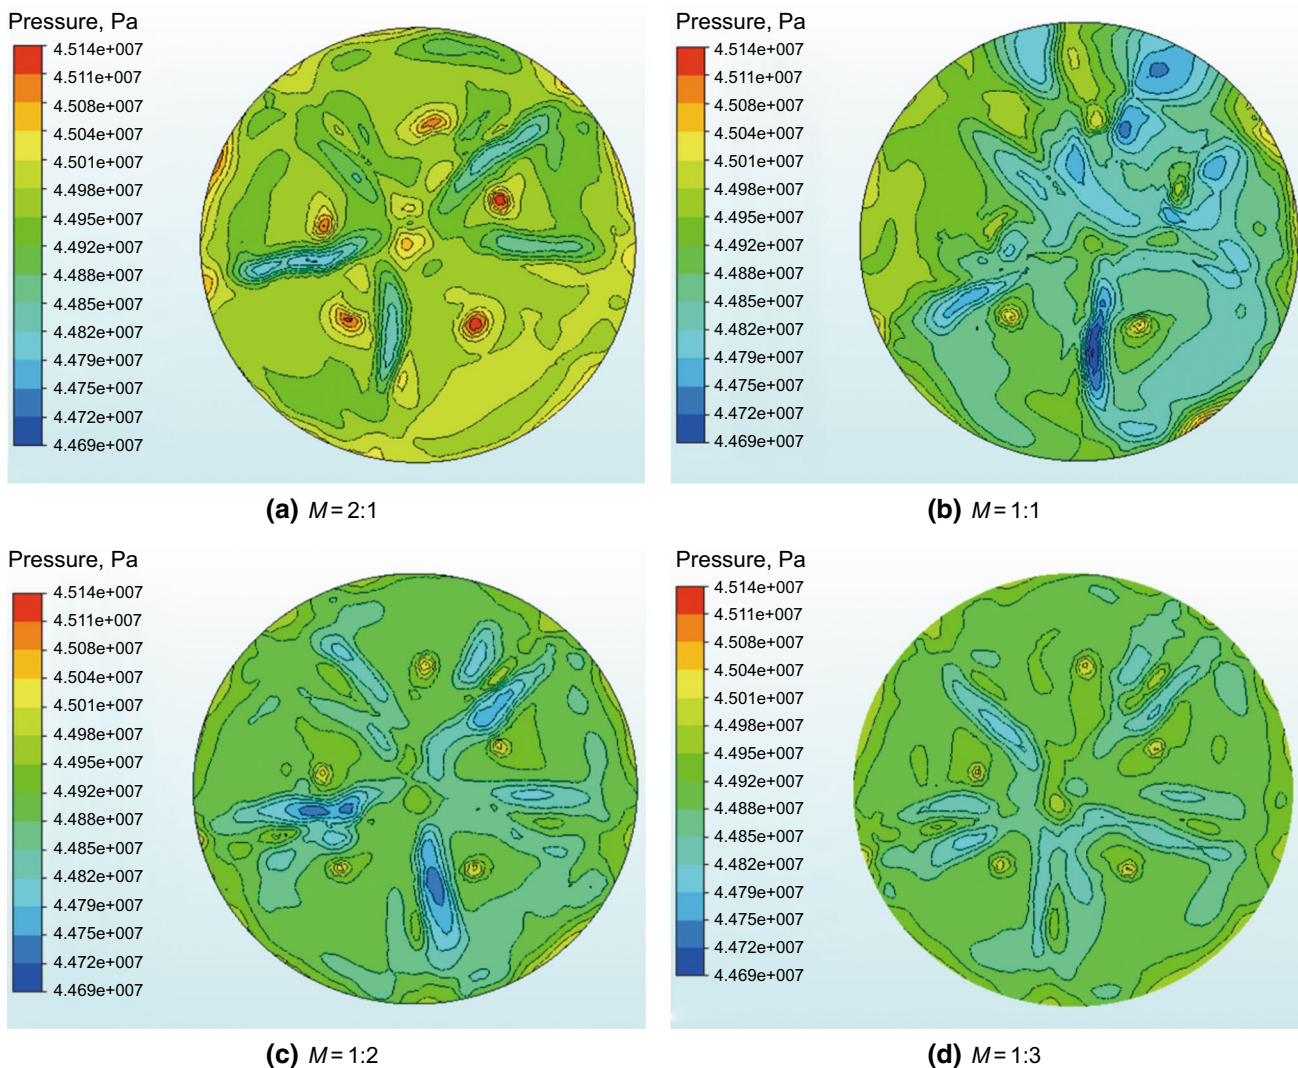 Pressure, Pa
4.514e+007
4.511e+007
4.508e+007
4.504e+007
4.501e+007
4.498e+007
4.495e+007
4.492e+007
4.488e+007
4.485e+007
4.482e+007
4.479e+007
4.475e+007
4.472e+007
4.469e+007
(a) M = 2:1
Pressure, Pa
4.514e+007
4.511e+007
4.508e+007
4.504e+007
4.501e+007
4.498e+007
4.495e+007
4.492e+007
4.488e+007
4.485e+007
4.482e+007
4.479e+007
4.475e+007
4.472e+007
4.469e+007
(b) M = 1:1
Pressure, Pa
4.514e+007
4.511e+007
4.508e+007
4.504e+007
4.501e+007
4.498e+007
4.495e+007
4.492e+007
4.488e+007
4.485e+007
4.482e+007
4.479e+007
4.475e+007
4.472e+007
4.469e+007
(c) M = 1:2
Pressure, Pa
4.514e+007
4.511e+007
4.508e+007
4.504e+007
4.501e+007
4.498e+007
4.495e+007
4.492e+007
4.488e+007
4.485e+007
4.482e+007
4.479e+007
4.475e+007
4.472e+007
4.469e+007
(d) M = 1:3